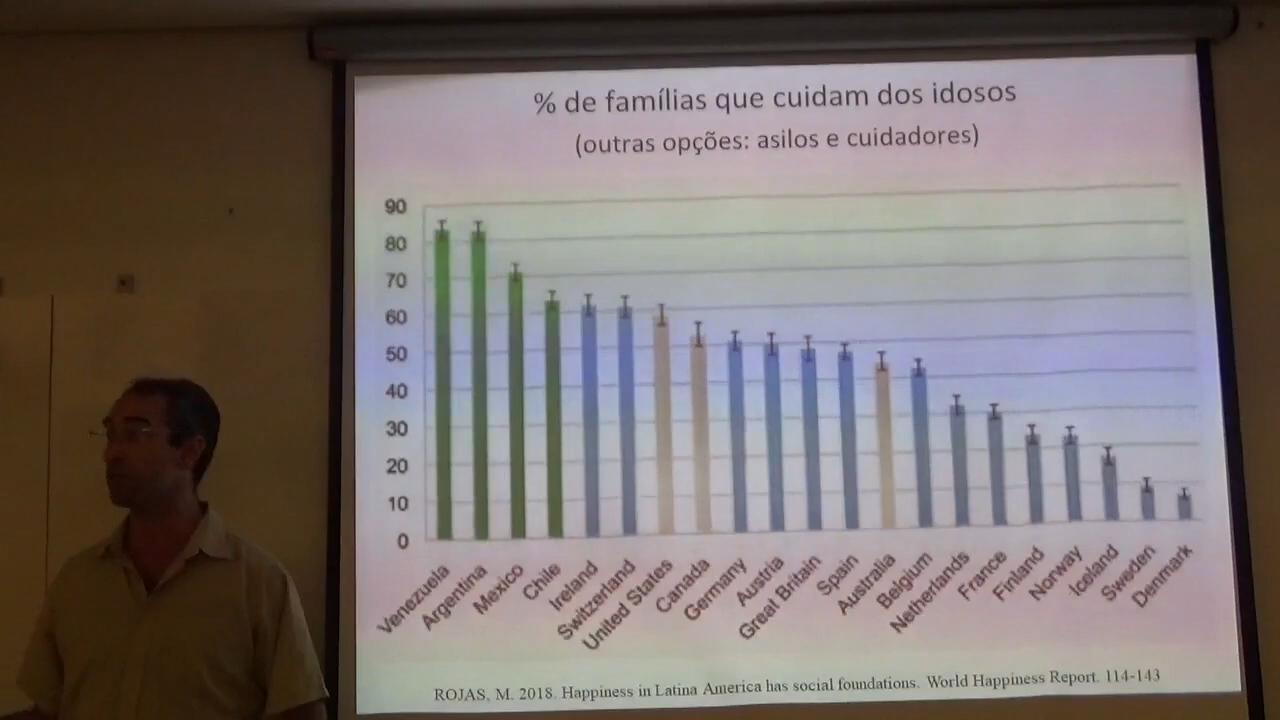 % de famílias que cuidam dos idosos
(outras opções: asilos e cuidadores)
90
80
70
60
50
40
30
20
10
0
Venezuela
Argentina
Mexico
Chile
Ireland
Switzerland
United States
Canada
Germany
Austria
Great Britain
Spain
Australia
Belgium
Netherlands
France
Finland
Norway
Iceland
Sweden
Denmark
ROJAS, M. 2018. Happiness in Latina America has social foundations. World Happiness Report. 114-143